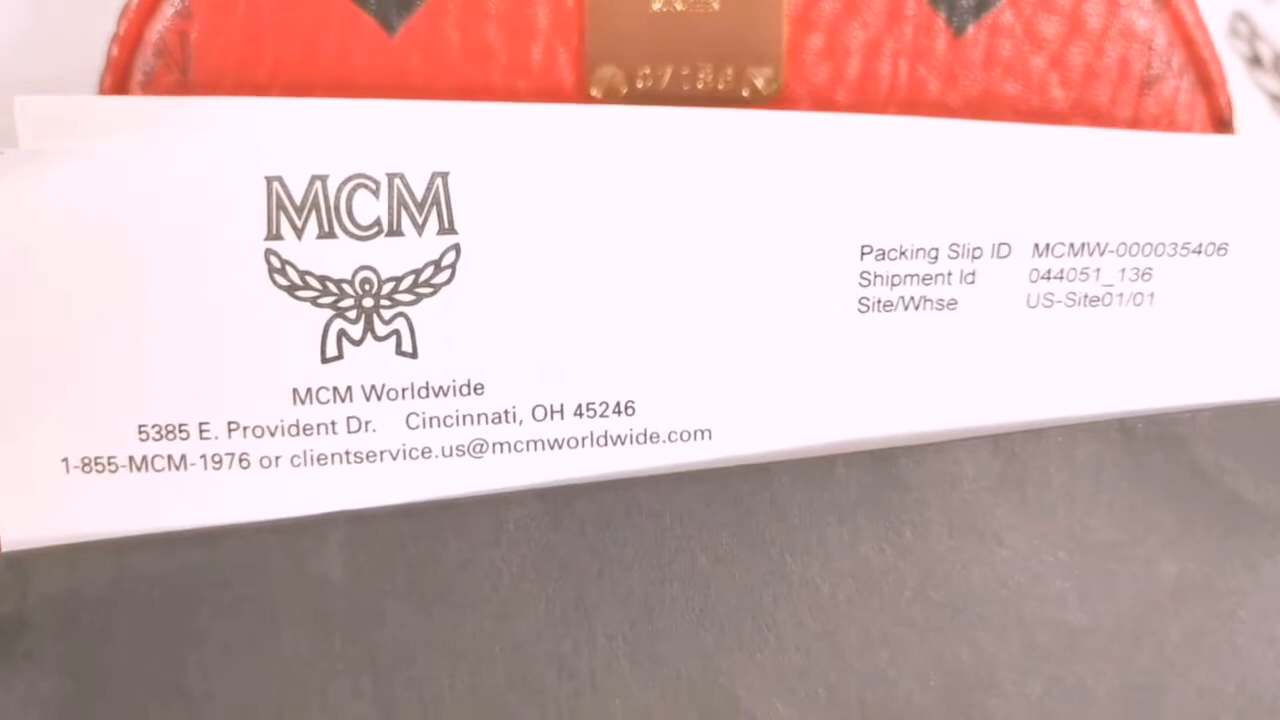 MCM
MCM Worldwide
5385 E. Provident Dr. Cincinnati, OH 45246
1-855-MCM-1976 or clientservice.us@mcmworldwide.com
Packing Slip ID MCMW-000035406
Shipment Id 044051_136
Site/Whse US-Site01/01